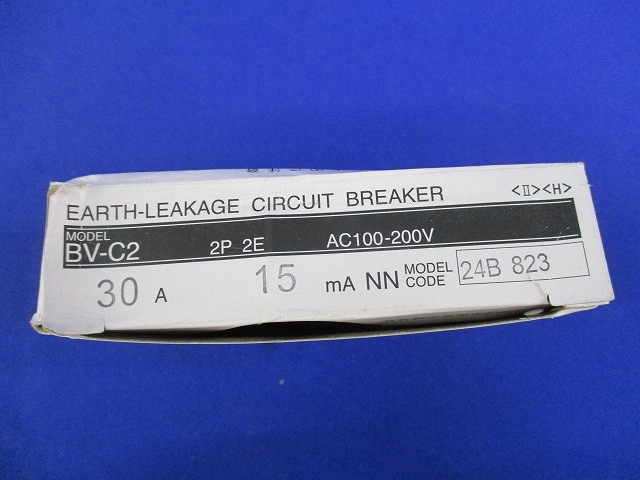 EARTH-LEAKAGE CIRCUIT BREAKER <II><H>
MODEL
BV-C2 2P 2E AC100-200V
30 A 15 mA NN MODEL CODE 24B 823